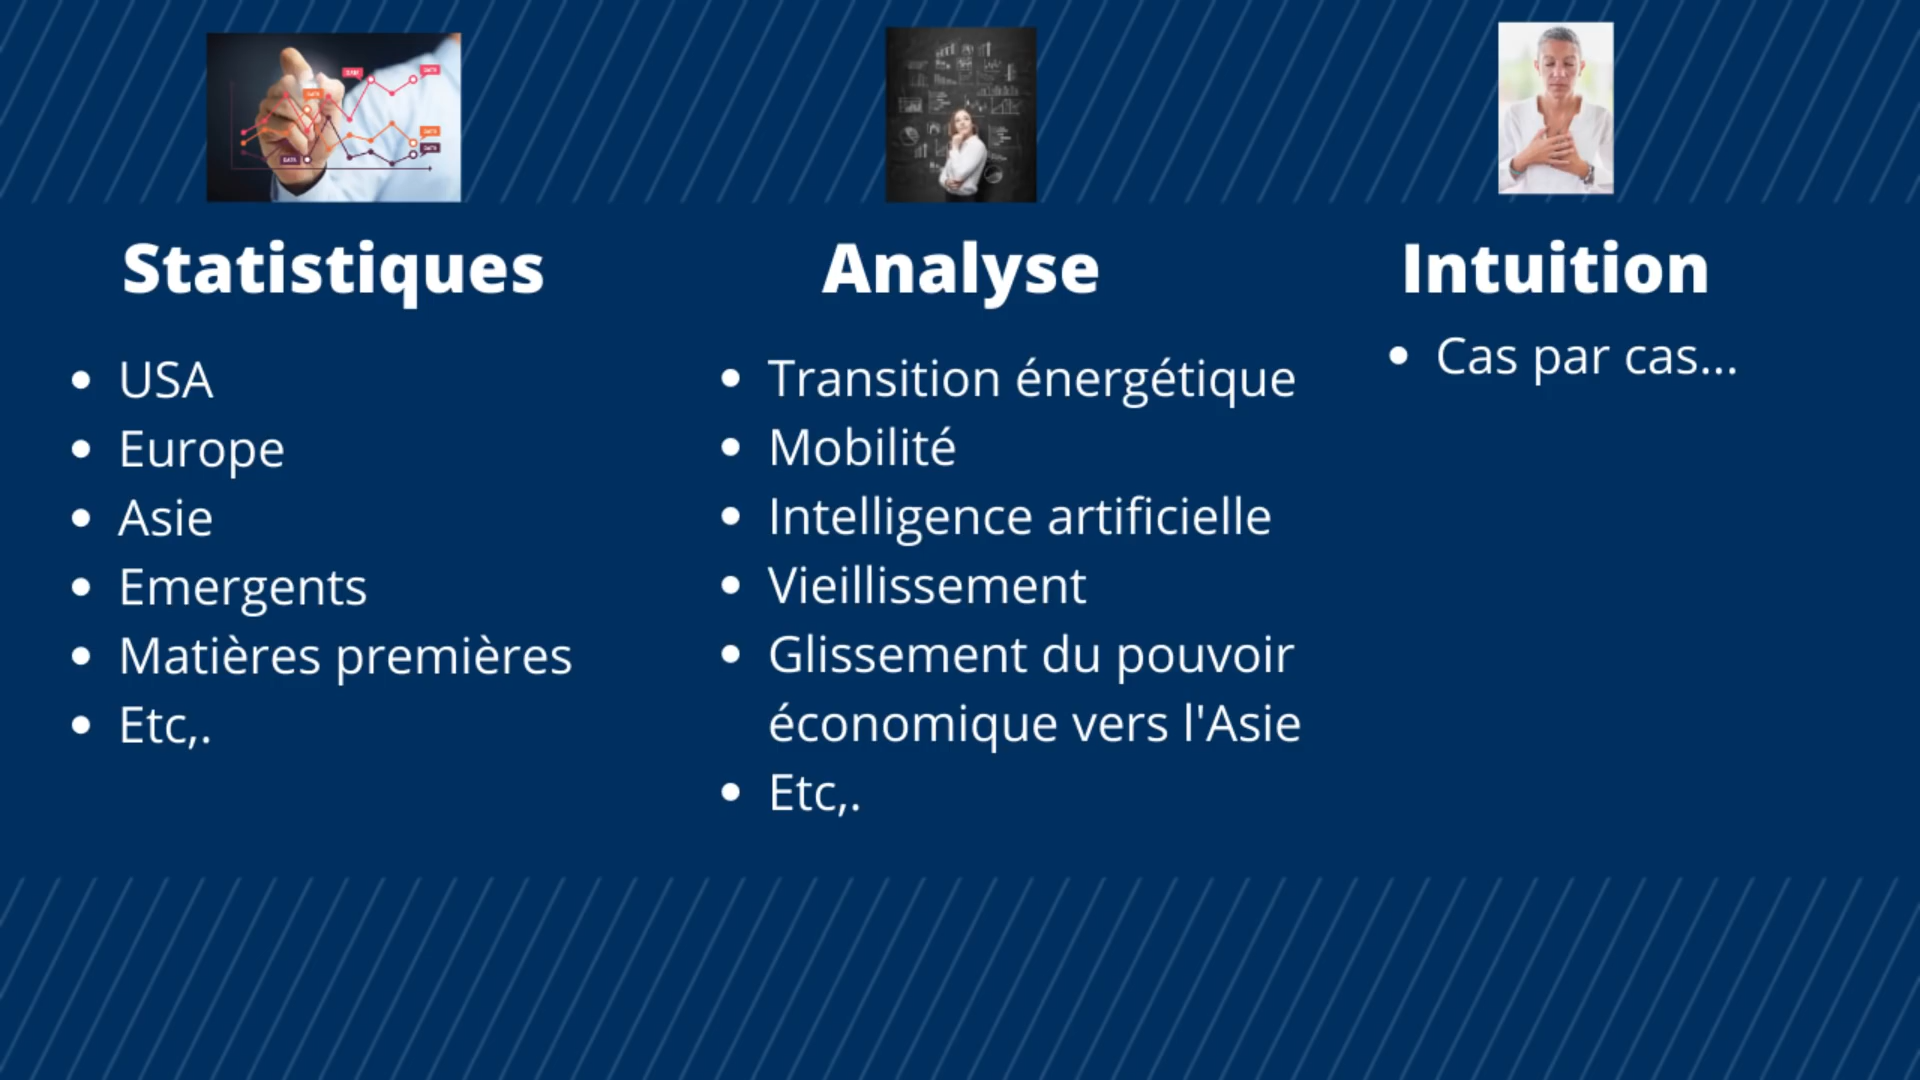 Statistiques
USA
Europe
Asie
Emergents
Matières premières
Etc,.
Analyse
Transition énergétique
Mobilité
Intelligence artificielle
Vieillissement
Glissement du pouvoir
économique vers l'Asie
Etc,.
Intuition
Cas par cas...